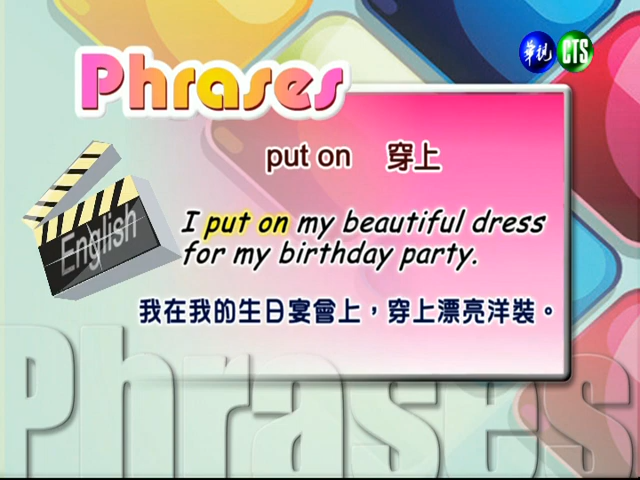 華視 CTS
Phrases
put on 穿上
English
I put on my beautiful dress
for my birthday party.
我在我的生日宴會上，穿上漂亮洋裝。
Phrases